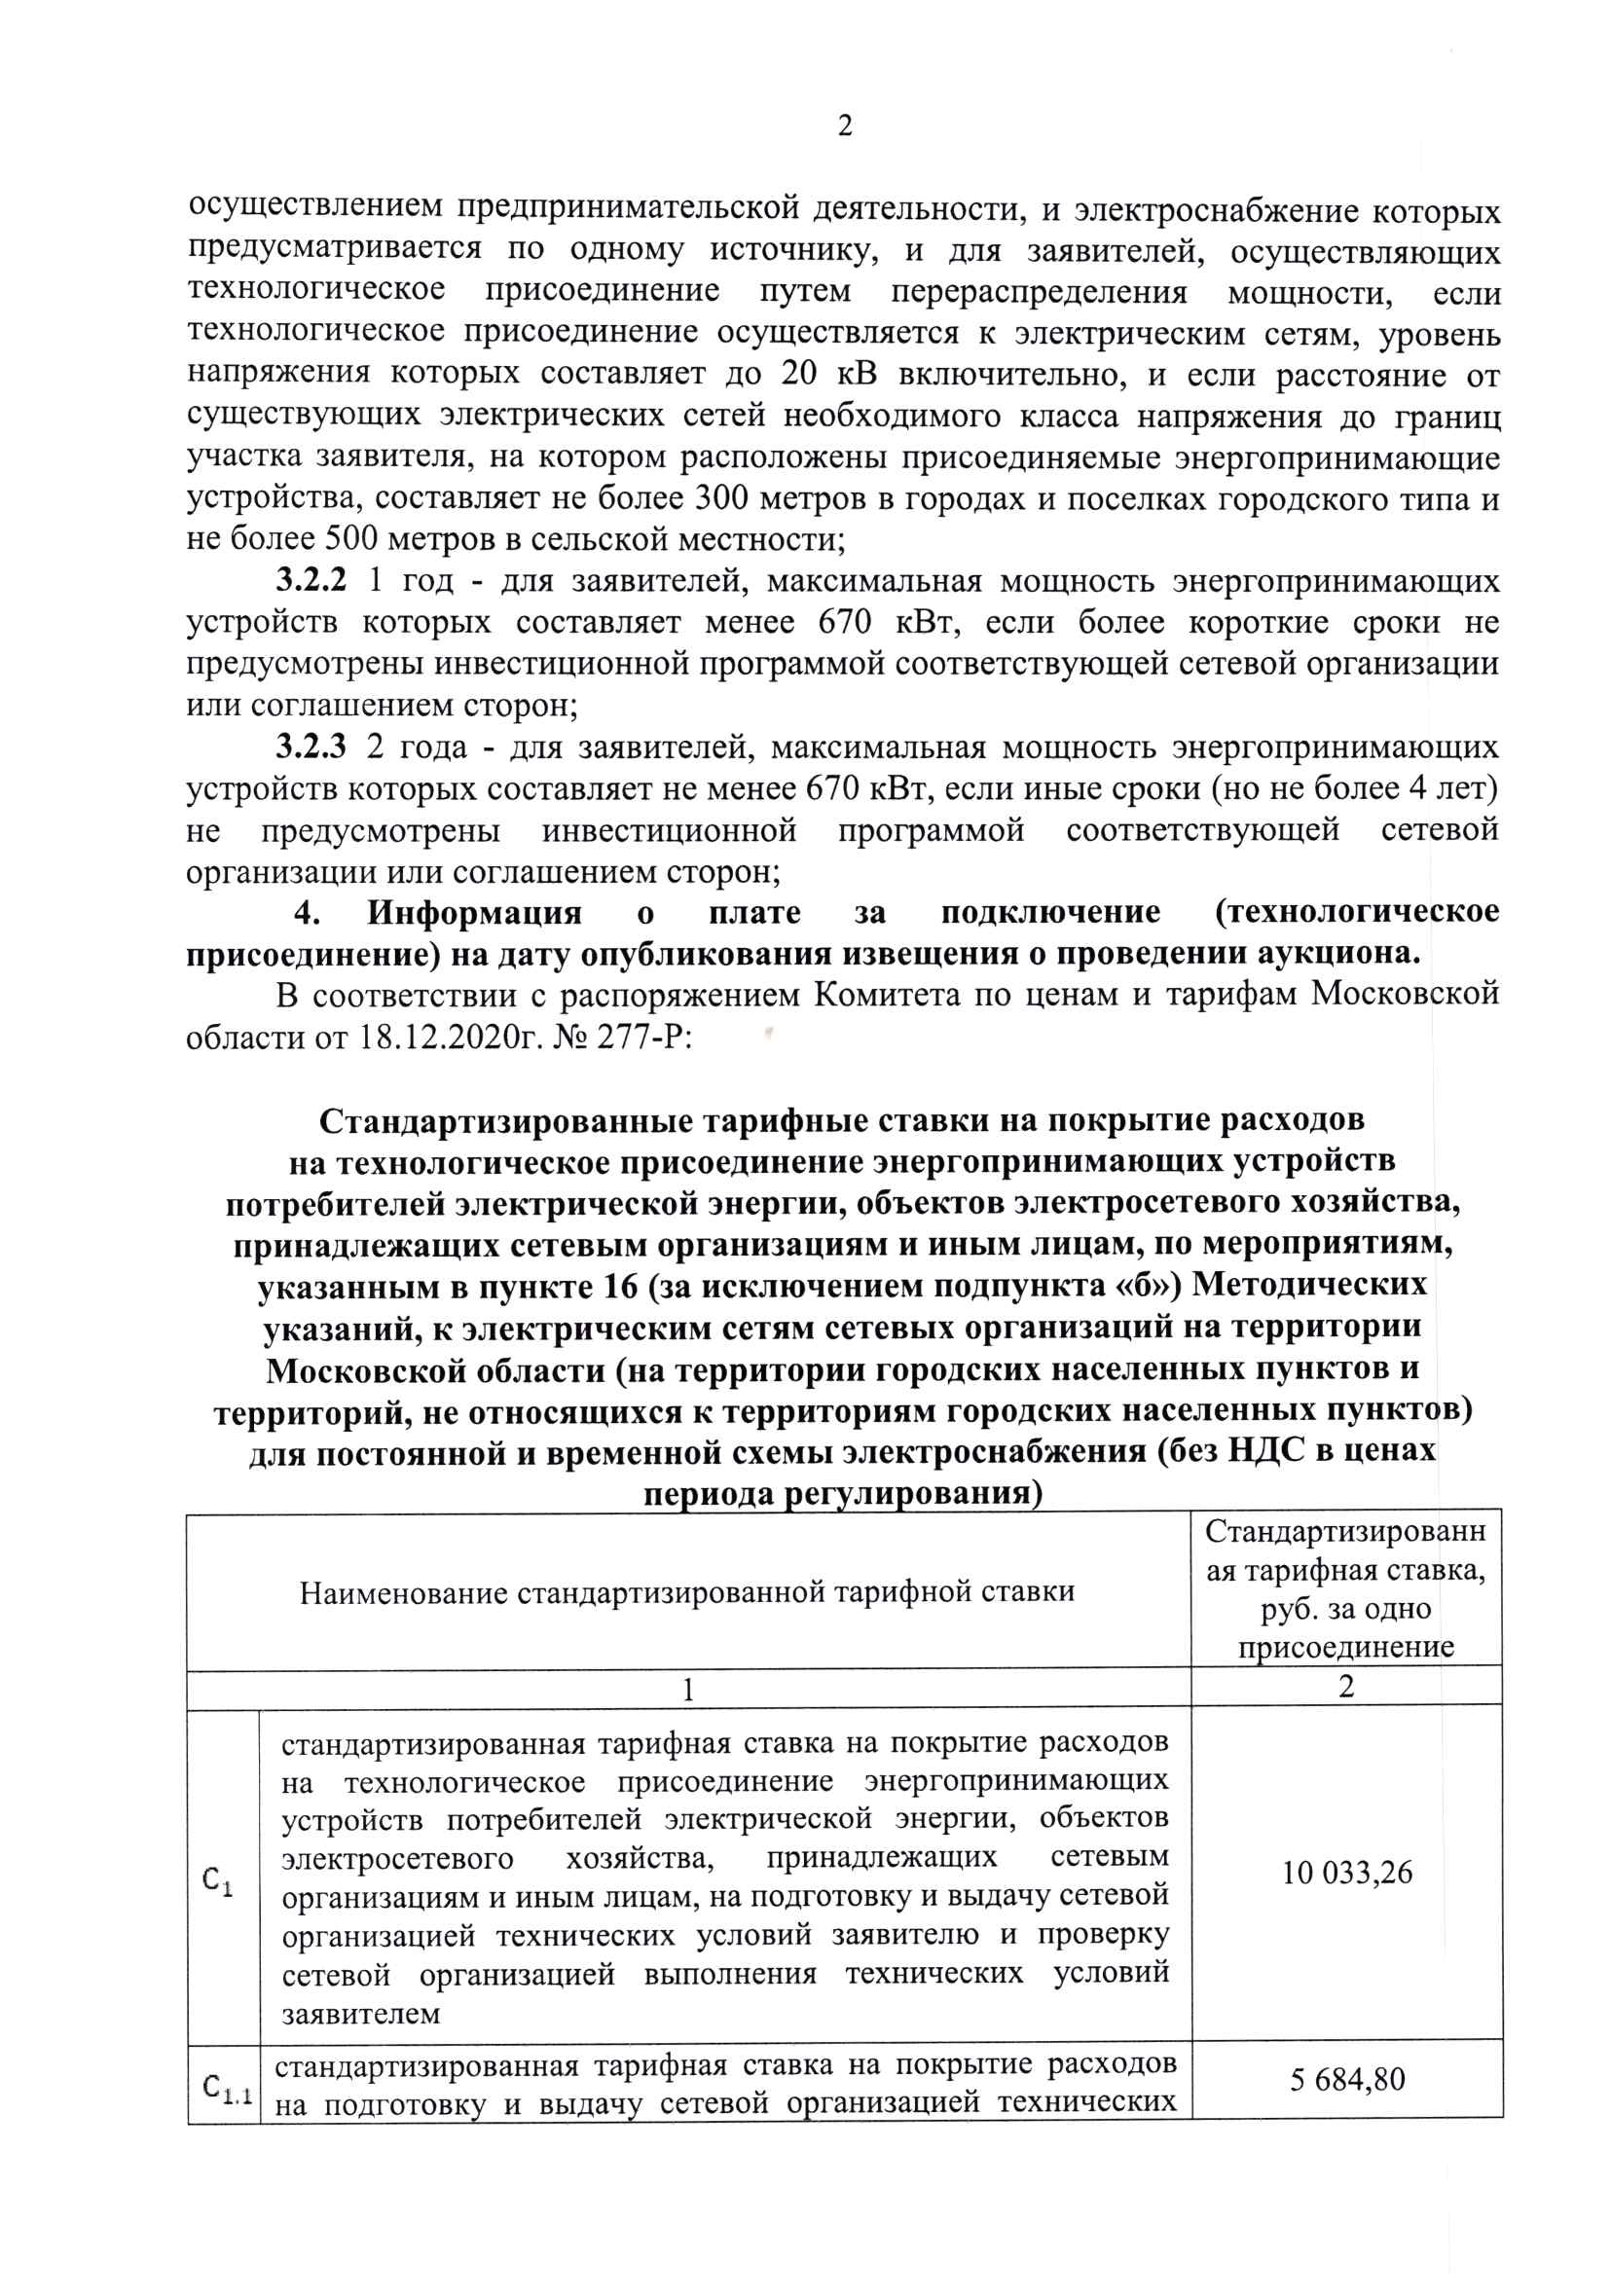 2
осуществлением предпринимательской деятельности, и электроснабжение которых
предусматривается по одному источнику, и для заявителей, осуществляющих
технологическое присоединение путем перераспределения мощности, если
технологическое присоединение осуществляется к электрическим сетям, уровень
напряжения которых составляет до 20 кВ включительно, и если расстояние от
существующих электрических сетей необходимого класса напряжения до границ
участка заявителя, на котором расположены присоединяемые энергопринимающие
устройства, составляет не более 300 метров в городах и поселках городского типа и
не более 500 метров в сельской местности;
3.2.2 1 год - для заявителей, максимальная мощность энергопринимающих
устройств которых составляет менее 670 кВт, если более короткие сроки не
предусмотрены инвестиционной программой соответствующей сетевой организации
или соглашением сторон;
3.2.3 2 года - для заявителей, максимальная мощность энергопринимающих
устройств которых составляет не менее 670 кВт, если иные сроки (но не более 4 лет)
не предусмотрены инвестиционной программой соответствующей сетевой
организации или соглашением сторон;
4. Информация о плате за подключение (технологическое
присоединение) на дату опубликования извещения о проведении аукциона.
В соответствии с распоряжением Комитета по ценам и тарифам Московской
области от 18.12.2020г. № 277-Р:
Стандартизированные тарифные ставки на покрытие расходов
на технологическое присоединение энергопринимающих устройств
потребителей электрической энергии, объектов электросетевого хозяйства,
принадлежащих сетевым организациям и иным лицам, по мероприятиям,
указанным в пункте 16 (за исключением подпункта «б») Методических
указаний, к электрическим сетям сетевых организаций на территории
Московской области (на территории городских населенных пунктов и
территорий, не относящихся к территориям городских населенных пунктов)
для постоянной и временной схемы электроснабжения (без НДС в ценах
периода регулирования)
Наименование стандартизированной тарифной ставки
Стандартизированн
ая тарифная ставка,
руб. за одно
присоединение
1
2
C1
стандартизированная тарифная ставка на покрытие расходов
на технологическое присоединение энергопринимающих
устройств потребителей электрической энергии, объектов
электросетевого хозяйства, принадлежащих сетевым
организациям и иным лицам, на подготовку и выдачу сетевой
организацией технических условий заявителю и проверку
сетевой организацией выполнения технических условий
заявителем
10 033,26
C1.1
стандартизированная тарифная ставка на покрытие расходов
на подготовку и выдачу сетевой организацией технических
5 684,80